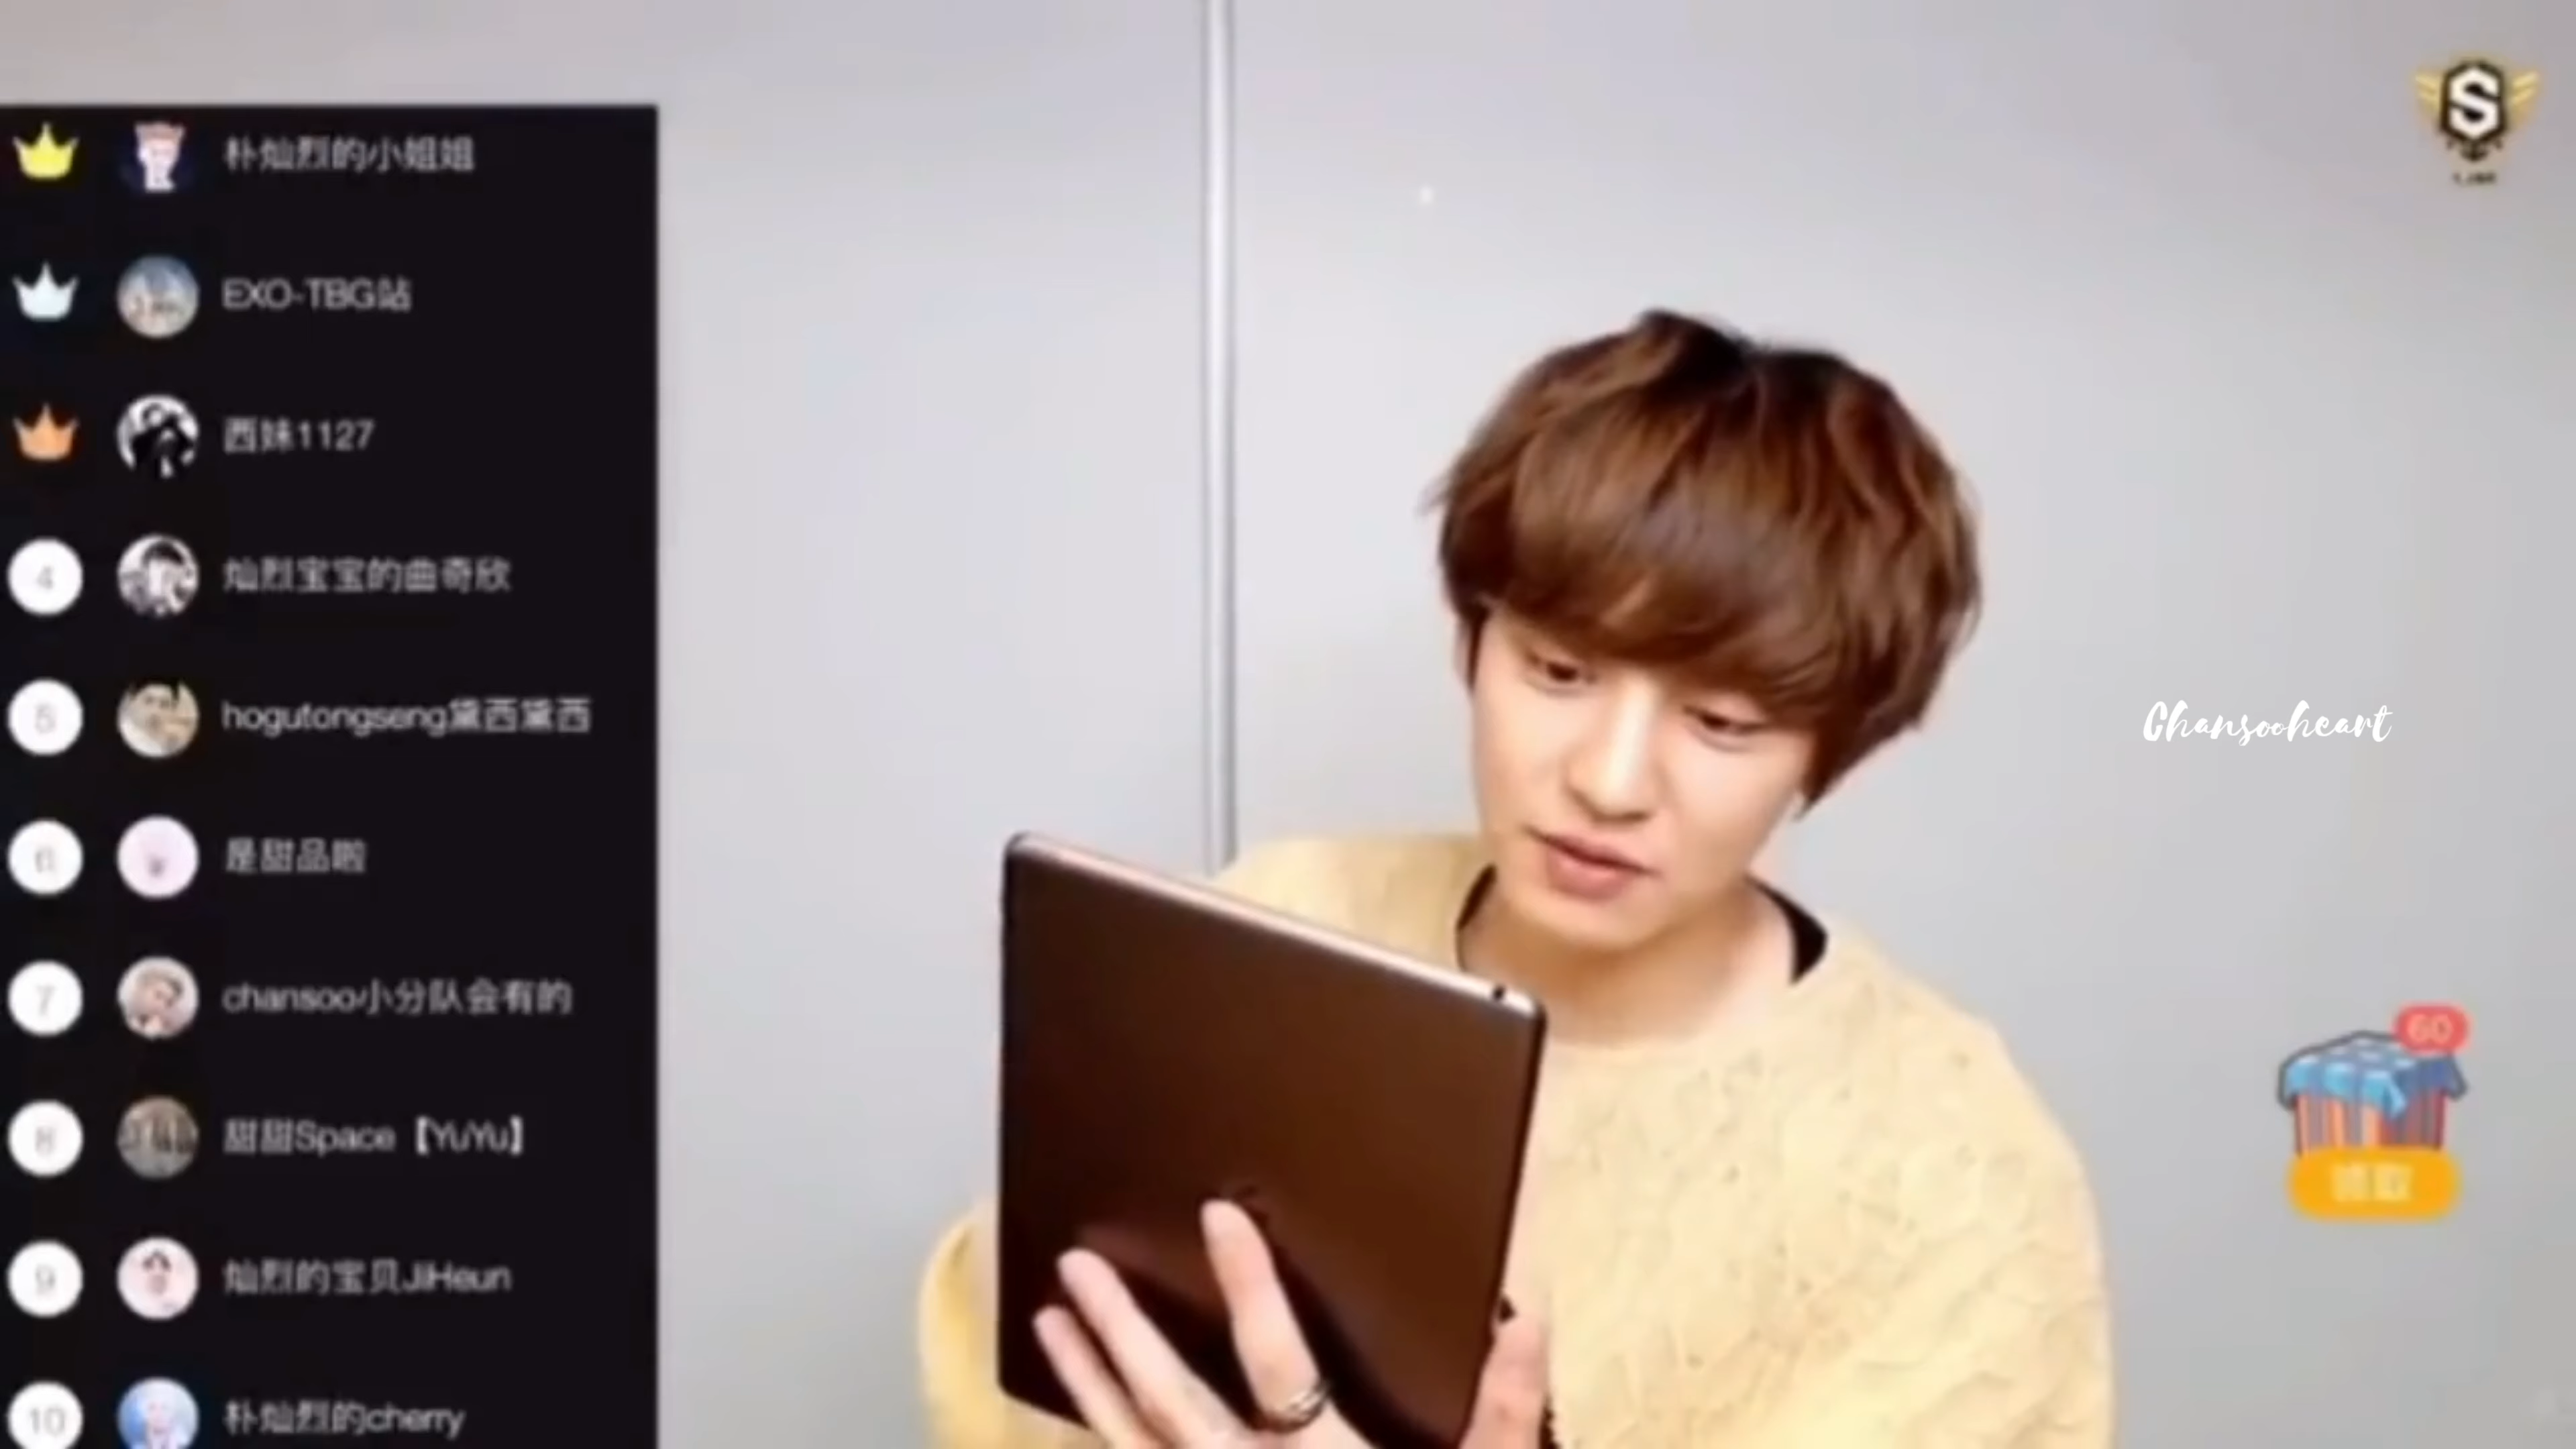 朴灿烈的小姐姐
EXO-TBG站
西妹1127
4
灿烈宝宝的曲奇欣
5
hogutongseng黛西黛西
6
是甜品啦
7
chansoo小分队会有的
8
甜甜Space【YuYu】
9
灿烈的宝贝JiHeun
10
朴灿烈的cherry
S
Chansooheart
60
领取